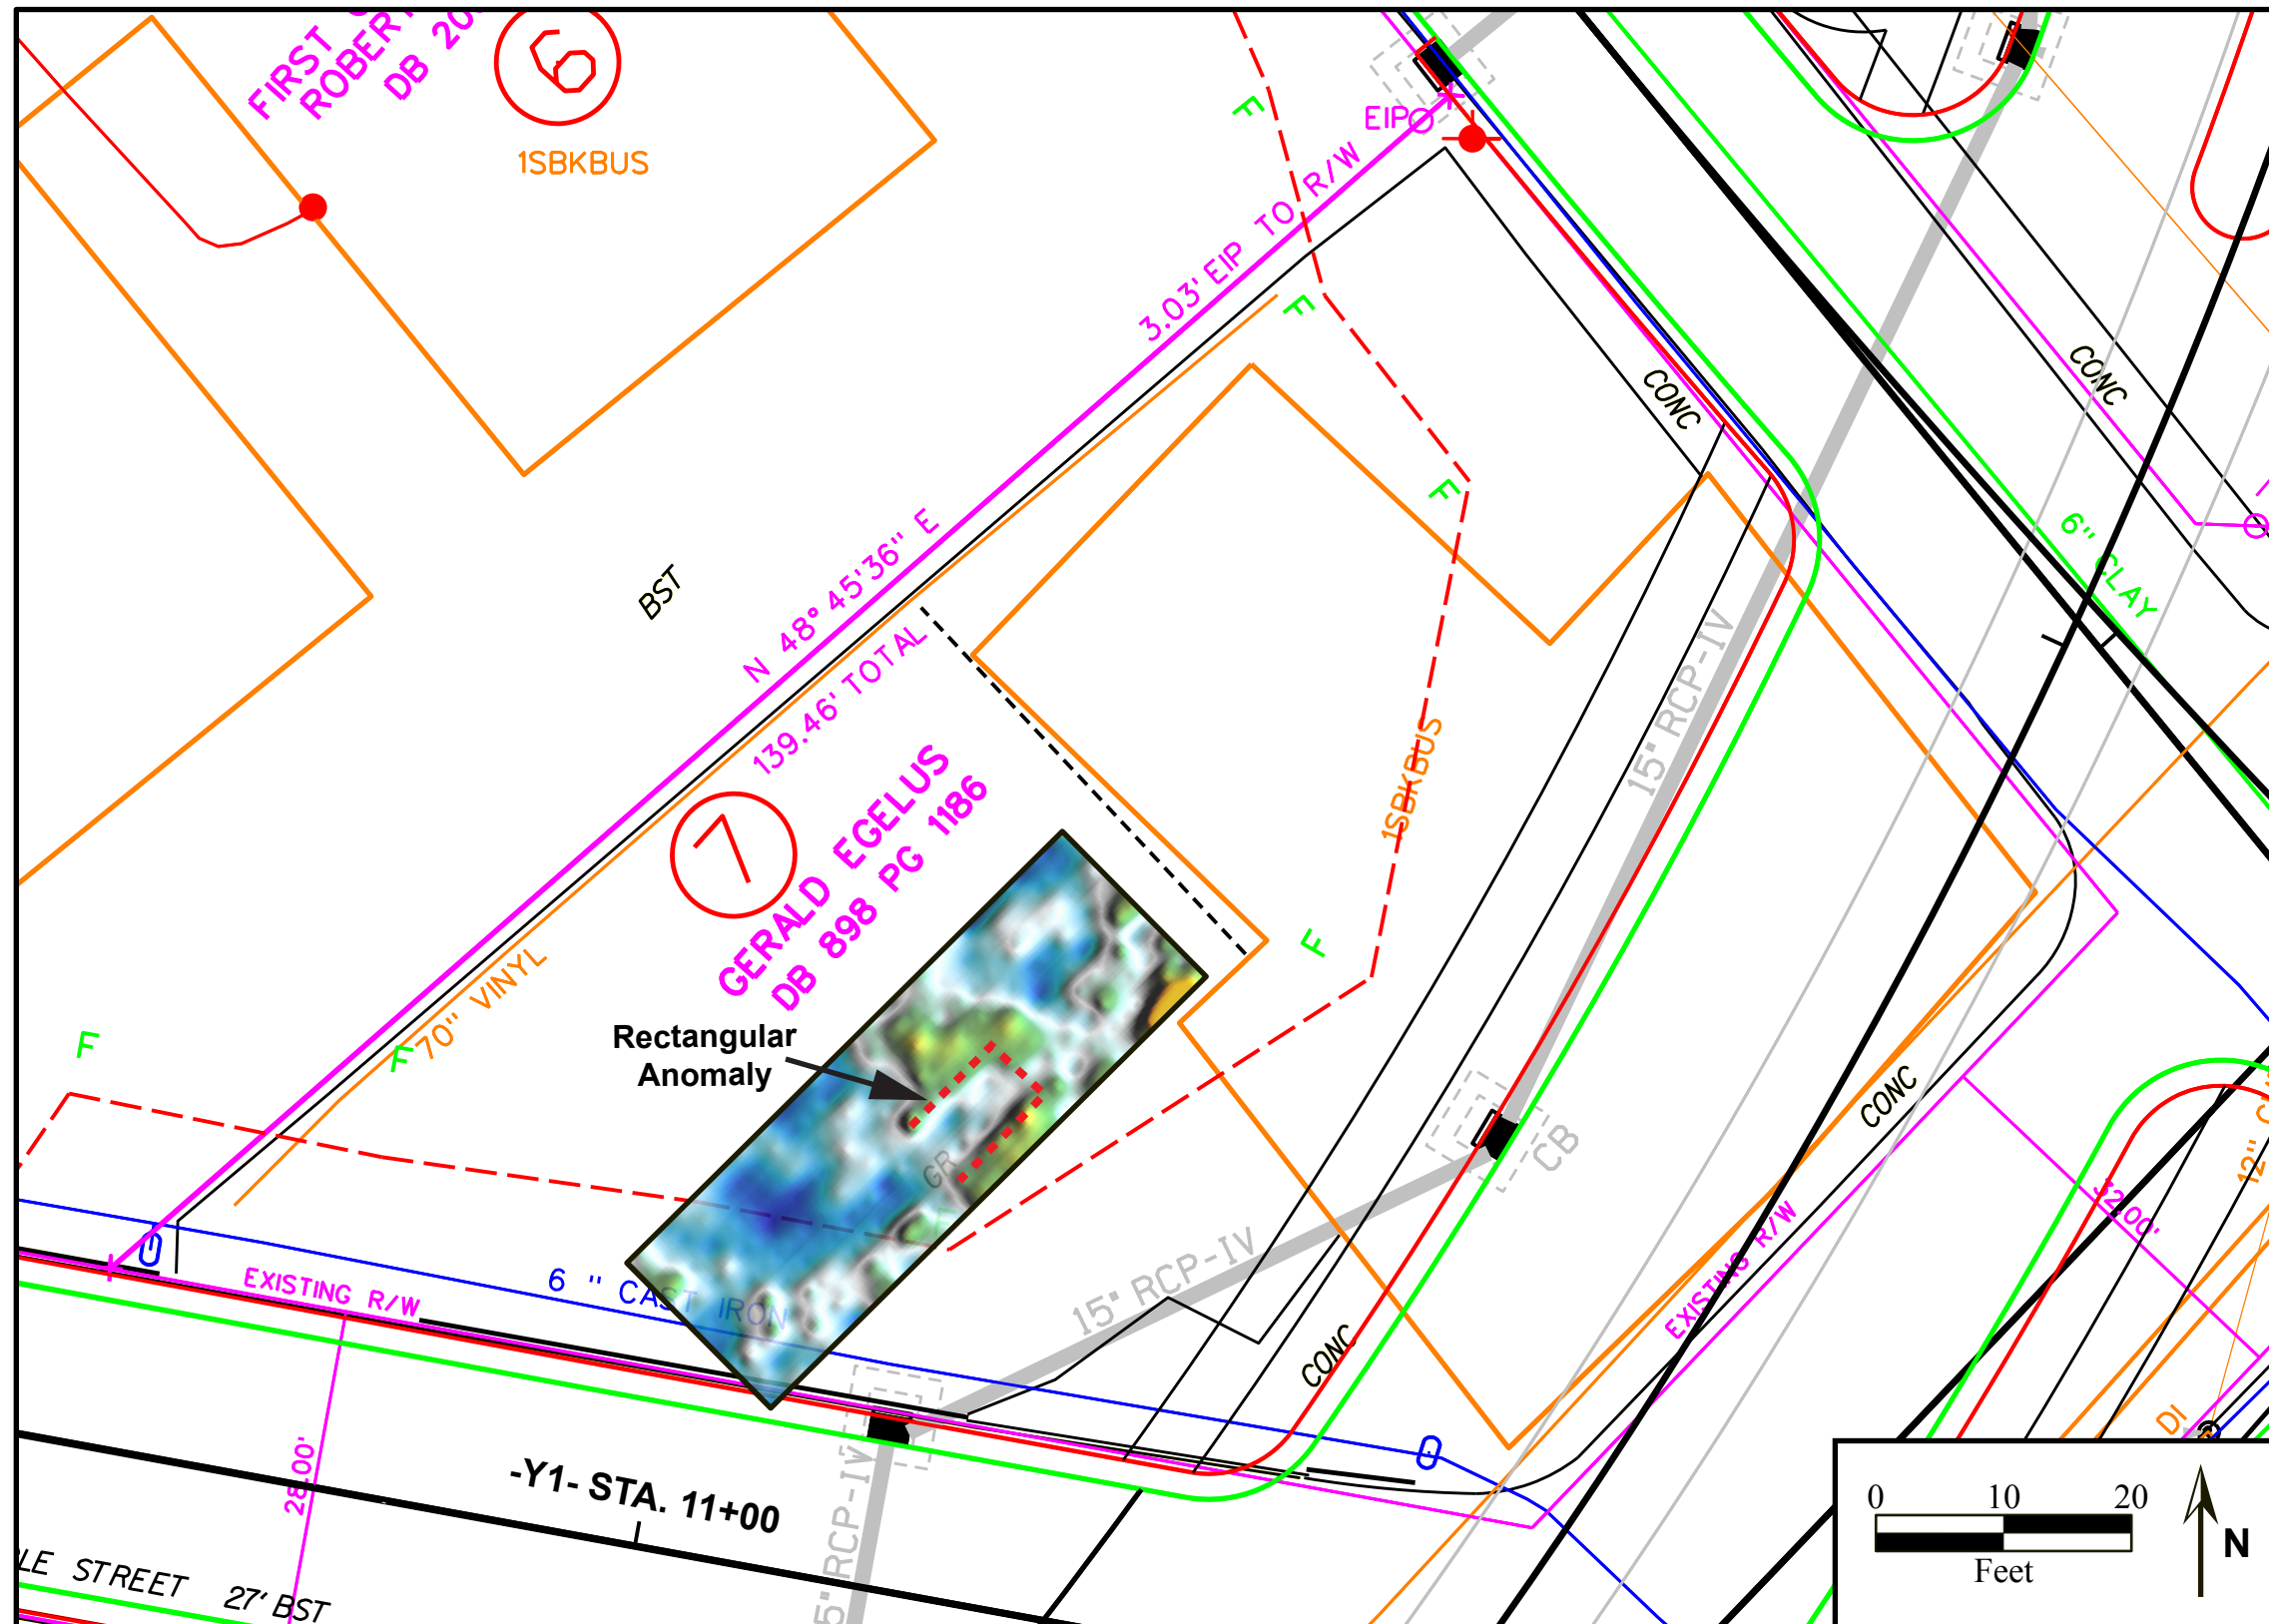 FIRST
ROBERT
DB 20
6
1SBKBUS
F
EIP
3.03' EIP TO R/W
F
CONC
CONC
F
6" CLAY
N 48° 45'36" E
BST
139.46' TOTAL
15" RCP-IV
1SBKBUS
7
GERALD EGELUS
DB 898 PG 1186
70" VINYL
F
Rectangular
Anomaly
F
F
GR
CONC
CB
12"
32.00'
EXISTING R/W
EXISTING R/W
6 " CAST IRON
15" RCP-IV
CONC
DI
28.00'
-Y1- STA. 11+00
5" RCP-IV
LE STREET 27' BST
0 10 20
Feet
N